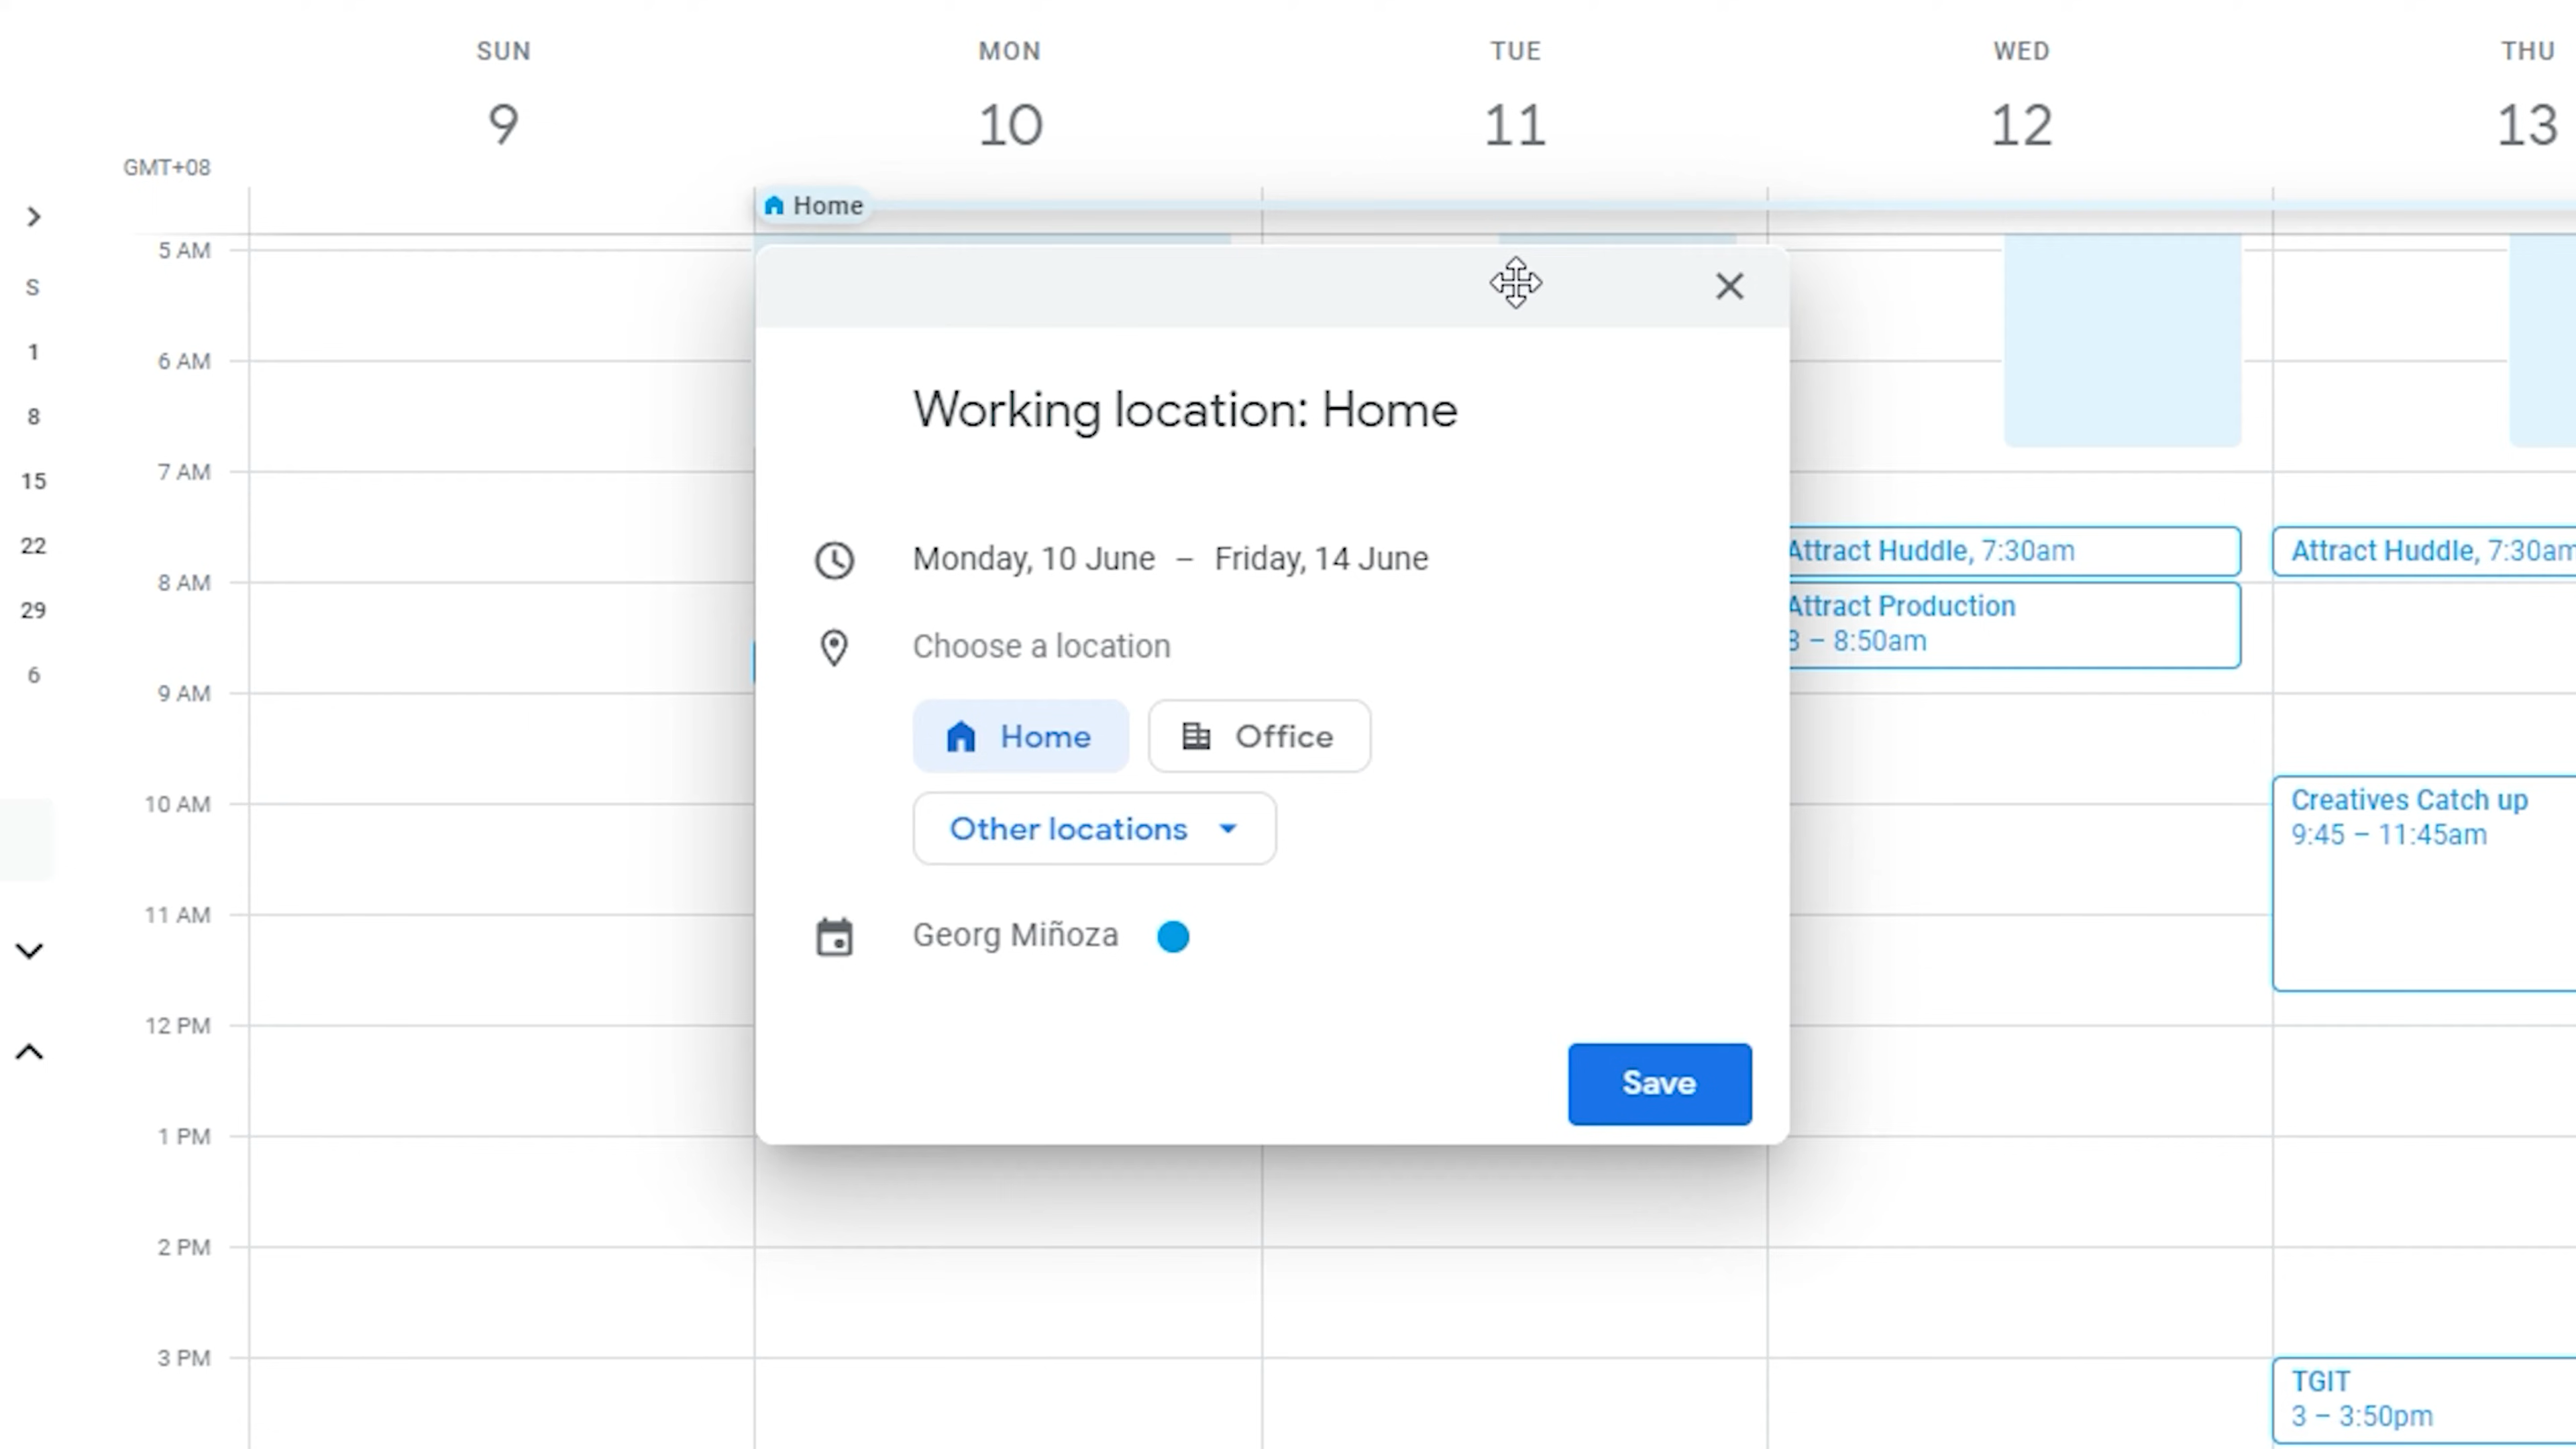 SUN
MON
TUE
WED
THU
9
10
11
12
13
GMT+08
Home
S
1
8
15
22
29
6
5 AM
6 AM
7 AM
8 AM
9 AM
10 AM
11 AM
12 PM
1 PM
2 PM
3 PM
Working location: Home
Monday, 10 June – Friday, 14 June
Choose a location
Home
Office
Other locations
Georg Miñoza
Save
Attract Huddle, 7:30am
Attract Production
8 – 8:50am
Attract Huddle, 7:30am
Creatives Catch up
9:45 – 11:45am
TGIT
3 – 3:50pm